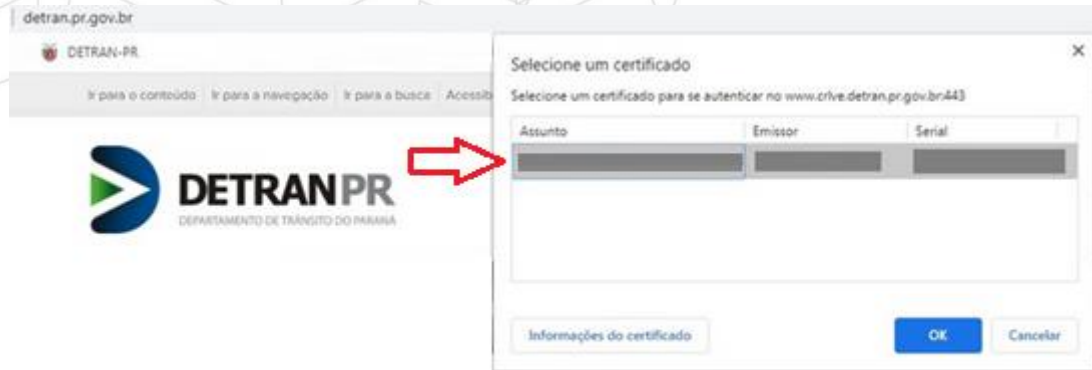 detran.pr.gov.br
DETRAN-PR
Ir para o conteúdo Ir para a navegação Ir para a busca Acessib
DETRANPR
DEPARTAMENTO DE TRÂNSITO DO PARANÁ
Selecione um certificado
Selecione um certificado para se autenticar no www.crlve.detran.pr.gov.br:443
Assunto Emissor Serial
Informações do certificado OK Cancelar